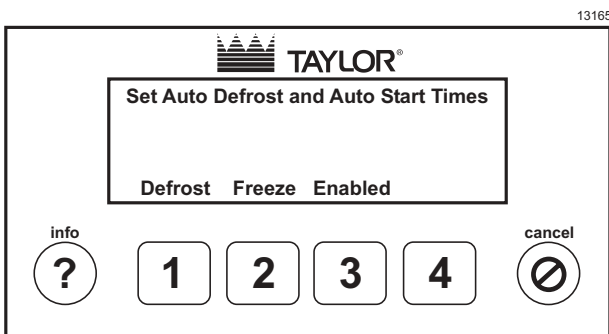 13165
TAYLOR®
Set Auto Defrost and Auto Start Times
Defrost Freeze Enabled
info cancel
? 1 2 3 4